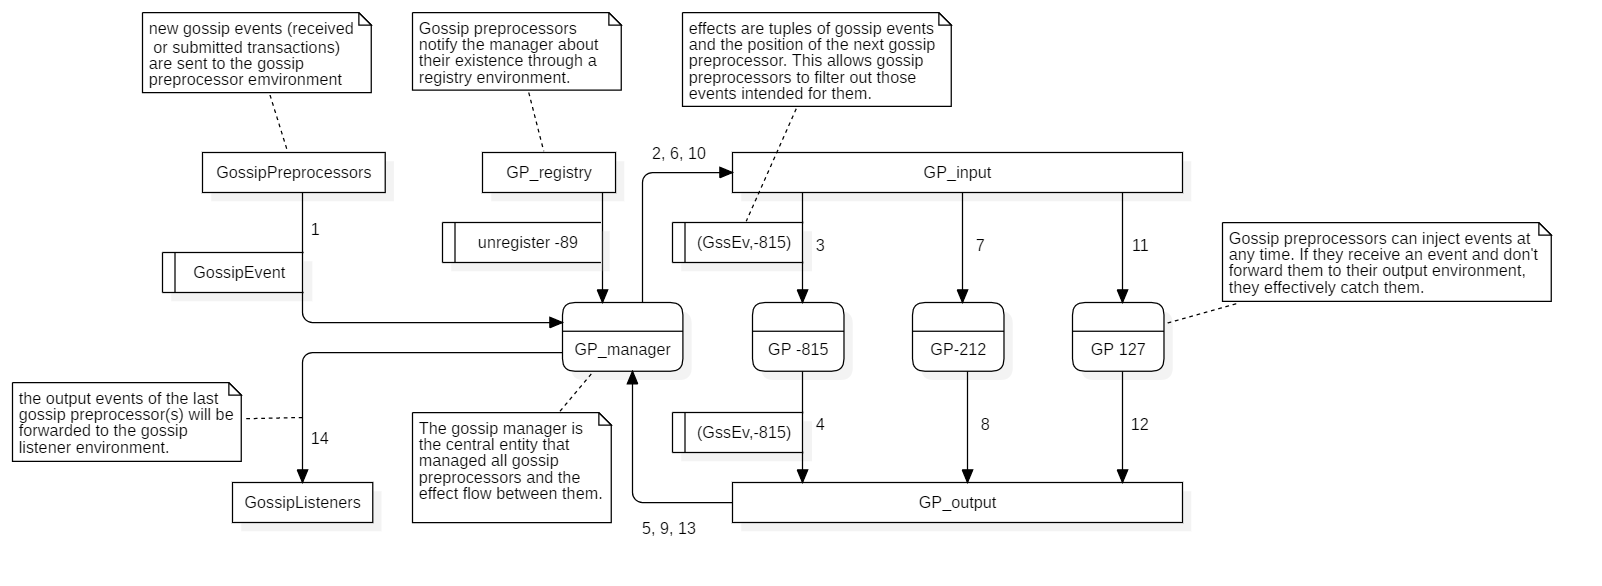 new gossip events (received
or submitted transactions)
are sent to the gossip
preprocessor emvironment
Gossip preprocessors
notify the manager about
their existence through a
registry environment.
effects are tuples of gossip events
and the position of the next gossip
preprocessor. This allows gossip
preprocessors to filter out those
events intended for them.
2, 6, 10
GossipPreprocessors
GP_registry
GP_input
1
unregister -89
(GssEv,-815)
3
7
11
Gossip preprocessors can inject events at
any time. If they receive an event and don't
forward them to their output environment,
they effectively catch them.
GossipEvent
GP_manager
GP -815
GP-212
GP 127
the output events of the last
gossip preprocessor(s) will be
forwarded to the gossip
listener environment.
14
The gossip manager is
the central entity that
managed all gossip
preprocessors and the
effect flow between them.
(GssEv,-815)
4
8
12
GossipListeners
GP_output
5, 9, 13